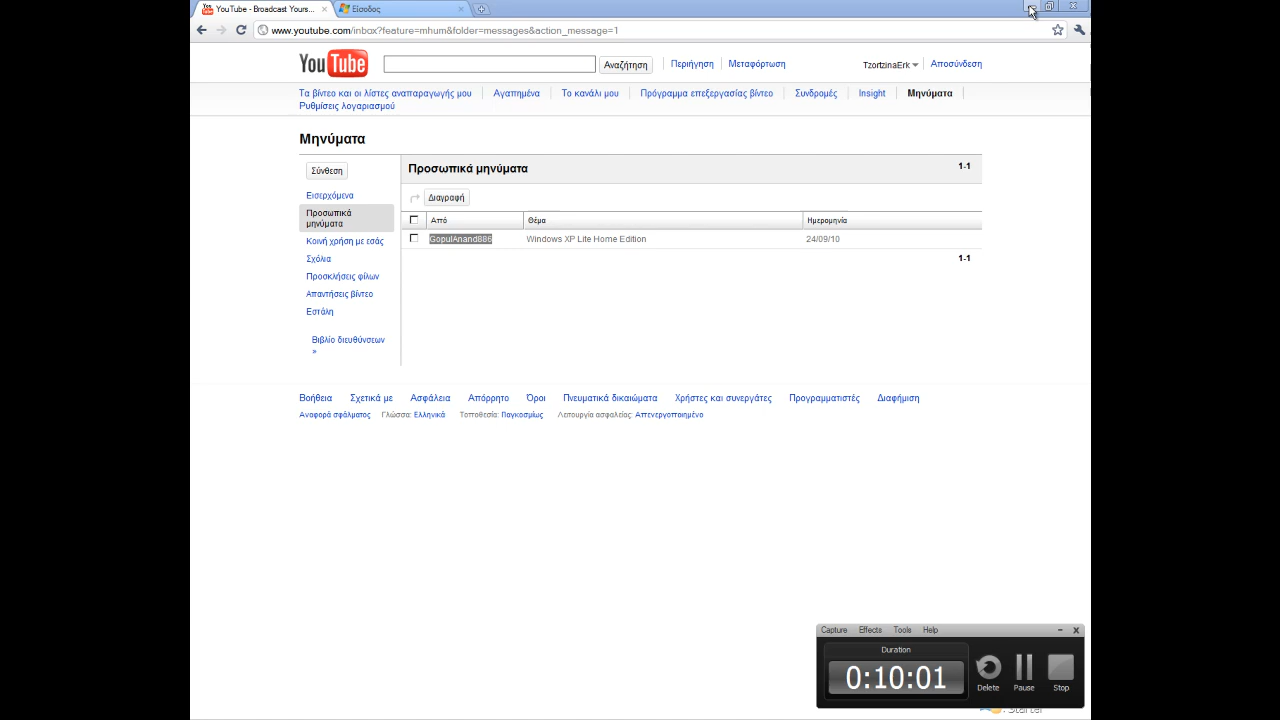 YouTube - Broadcast Yours...
Είσοδος
www.youtube.com/inbox?feature=mhum&folder=messages&action_message=1
YouTube
Αναζήτηση
Περιήγηση
Μεταφόρτωση
TzortzinaErk
Αποσύνδεση
Τα βίντεο και οι λίστες αναπαραγωγής μου
Αγαπημένα
Το κανάλι μου
Πρόγραμμα επεξεργασίας βίντεο
Συνδρομές
Insight
Μηνύματα
Ρυθμίσεις λογαριασμού
Μηνύματα
Σύνθεση
Εισερχόμενα
Προσωπικά
μηνύματα
Κοινή χρήση με εσάς
Σχόλια
Προσκλήσεις φίλων
Απαντήσεις βίντεο
Εστάλη
Βιβλίο διευθύνσεων
»
Προσωπικά μηνύματα
1-1
Διαγραφή
Από
Θέμα
Ημερομηνία
GopulAnand886
Windows XP Lite Home Edition
24/09/10
1-1
Βοήθεια
Σχετικά με
Ασφάλεια
Απόρρητο
Όροι
Πνευματικά δικαιώματα
Χρήστες και συνεργάτες
Προγραμματιστές
Διαφήμιση
Αναφορά σφάλματος
Γλώσσα: Ελληνικά
Τοποθεσία: Παγκοσμίως
Λειτουργία ασφαλείας: Απενεργοποιημένο
Capture
Effects
Tools
Help
Duration
0:10:01
Delete
Pause
Stop